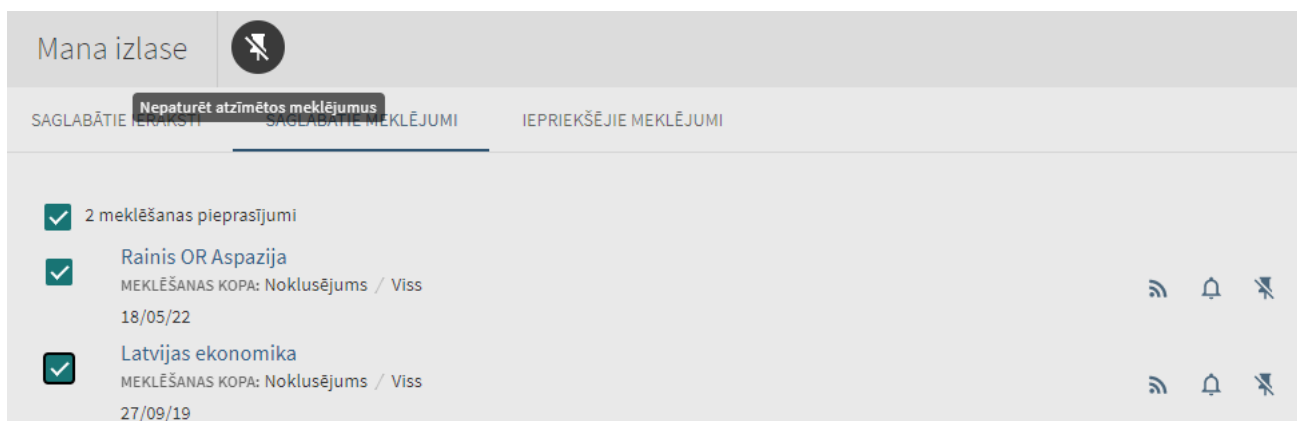 Mana izlase
Nepaturēt atzīmētos meklējumus
SAGLABĀTIE IERAKSTI SAGLABĀTIE MEKLĒJUMI IEPRIEKŠĒJIE MEKLĒJUMI
2 meklēšanas pieprasījumi
Rainis OR Aspazija
MEKLĒŠANAS KOPA: Noklusējums / Viss
18/05/22
Latvijas ekonomika
MEKLĒŠANAS KOPA: Noklusējums / Viss
27/09/19